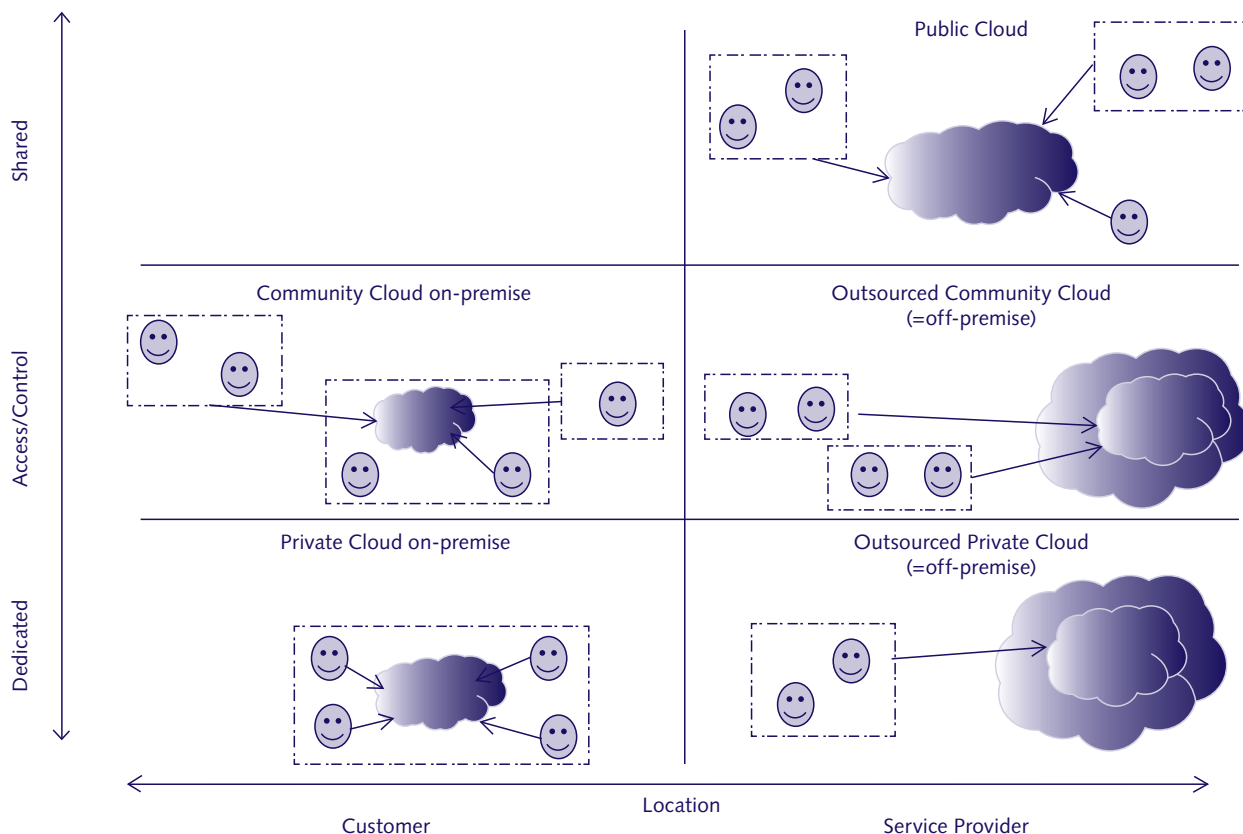 Public Cloud
Shared
Community Cloud on-premise
Outsourced Community Cloud
(=off-premise)
Access/Control
Private Cloud on-premise
Outsourced Private Cloud
(=off-premise)
Dedicated
Location
Customer
Service Provider